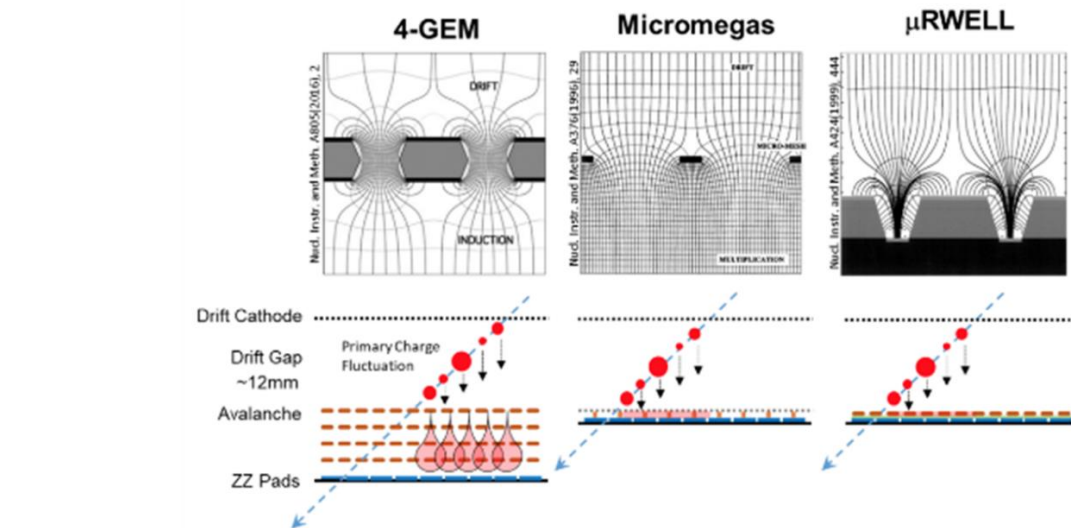 4-GEM
Micromegas
μRWELL
Nucl. Instr. and Meth. A805(2016), 2
DRIFT
INDUCTION
Nucl. Instr. and Meth. A376(1996), 29
DRIFT
MICRO-MESH
MULTIPLICATION
Nucl. Instr. and Meth. A424(1999), 444
Drift Cathode
Drift Gap
~12mm
Avalanche
ZZ Pads
Primary Charge
Fluctuation